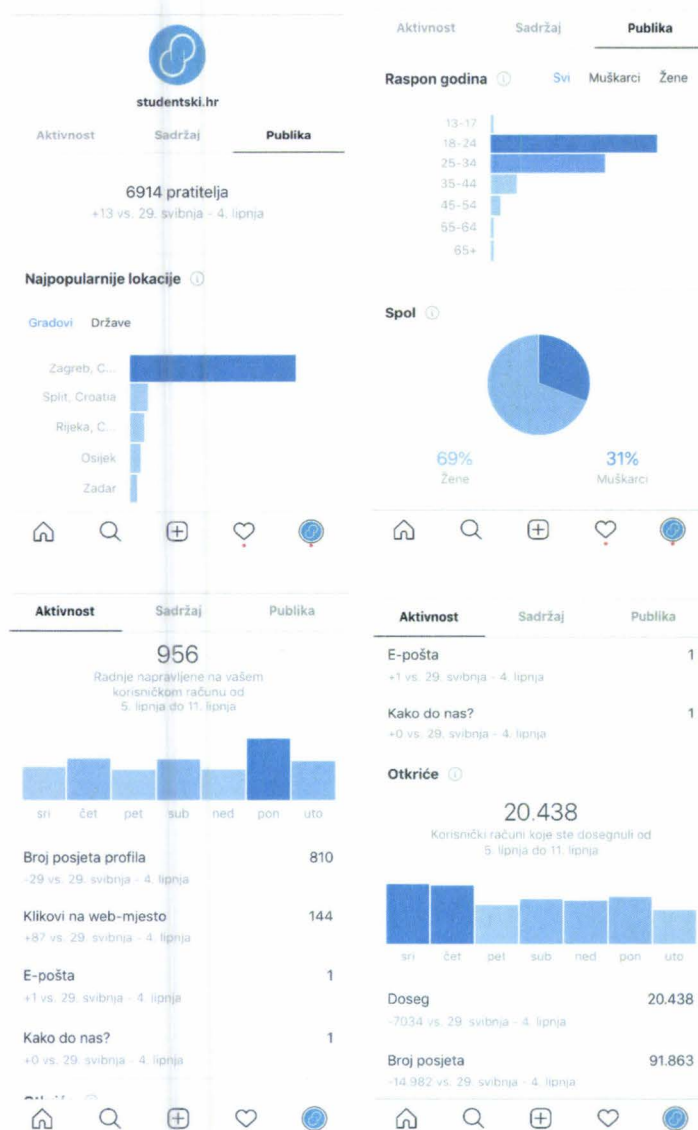 studentski.hr
Aktivnost Sadržaj Publika
6914 pratitelja
+13 vs. 29. svibnja - 4. lipnja
Najpopularnije lokacije
Gradovi Države
Zagreb, C...
Split, Croatia
Rijeka, C...
Osijek
Zadar
Aktivnost Sadržaj Publika
Raspon godina Svi Muškarci Žene
13-17
18-24
25-34
35-44
45-54
55-64
65+
Spol
69% 31%
Žene Muškarci
Aktivnost Sadržaj Publika
956
Radnje napravljene na vašem
korisničkom računu od
5. lipnja do 11. lipnja
sri čet pet sub ned pon uto
Broj posjeta profila 810
-29 vs. 29. svibnja - 4. lipnja
Klikovi na web-mjesto 144
+87 vs. 29. svibnja - 4. lipnja
E-pošta 1
+1 vs. 29. svibnja - 4. lipnja
Kako do nas? 1
+0 vs. 29. svibnja - 4. lipnja
Aktivnost Sadržaj Publika
E-pošta 1
+1 vs. 29. svibnja - 4. lipnja
Kako do nas? 1
+0 vs. 29. svibnja - 4. lipnja
Otkriće
20.438
Korisnički računi koje ste dosegnuli od
5. lipnja do 11. lipnja
sri čet pet sub ned pon uto
Doseg 20.438
-7034 vs. 29. svibnja - 4. lipnja
Broj posjeta 91.863
-14.982 vs. 29. svibnja - 4. lipnja